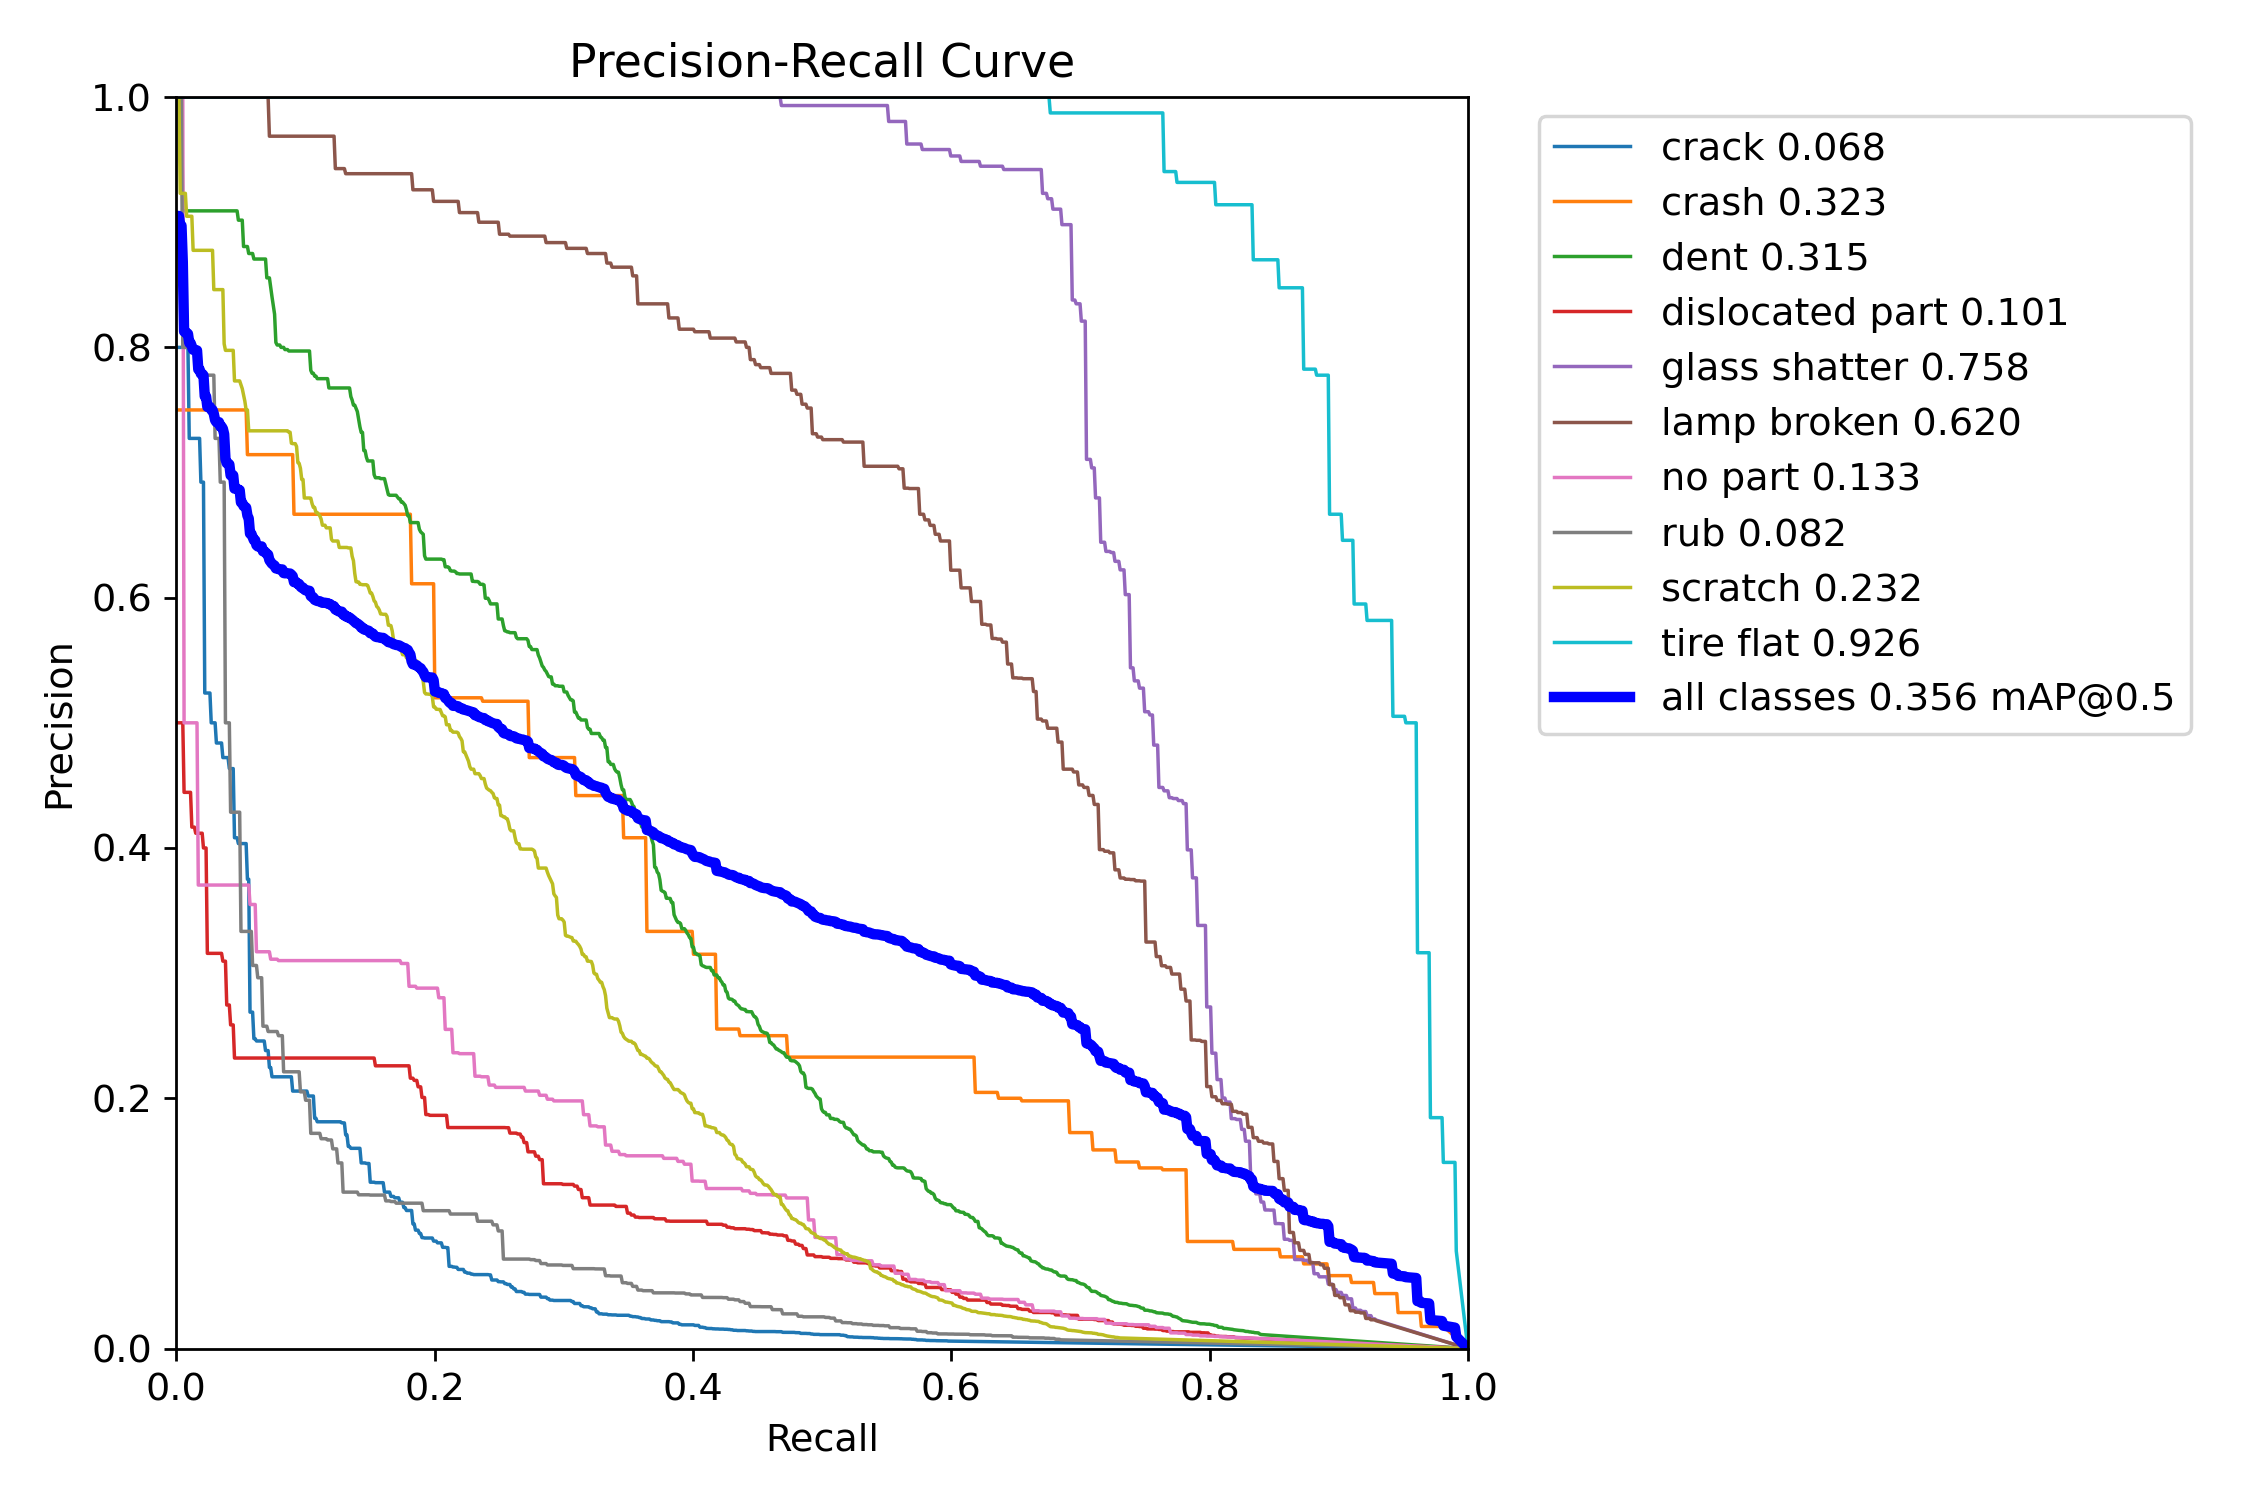 Precision-Recall Curve
1.0
0.8
0.6
0.4
0.2
0.0
Precision
0.0 0.2 0.4 0.6 0.8 1.0
Recall
crack 0.068
crash 0.323
dent 0.315
dislocated part 0.101
glass shatter 0.758
lamp broken 0.620
no part 0.133
rub 0.082
scratch 0.232
tire flat 0.926
all classes 0.356 mAP@0.5